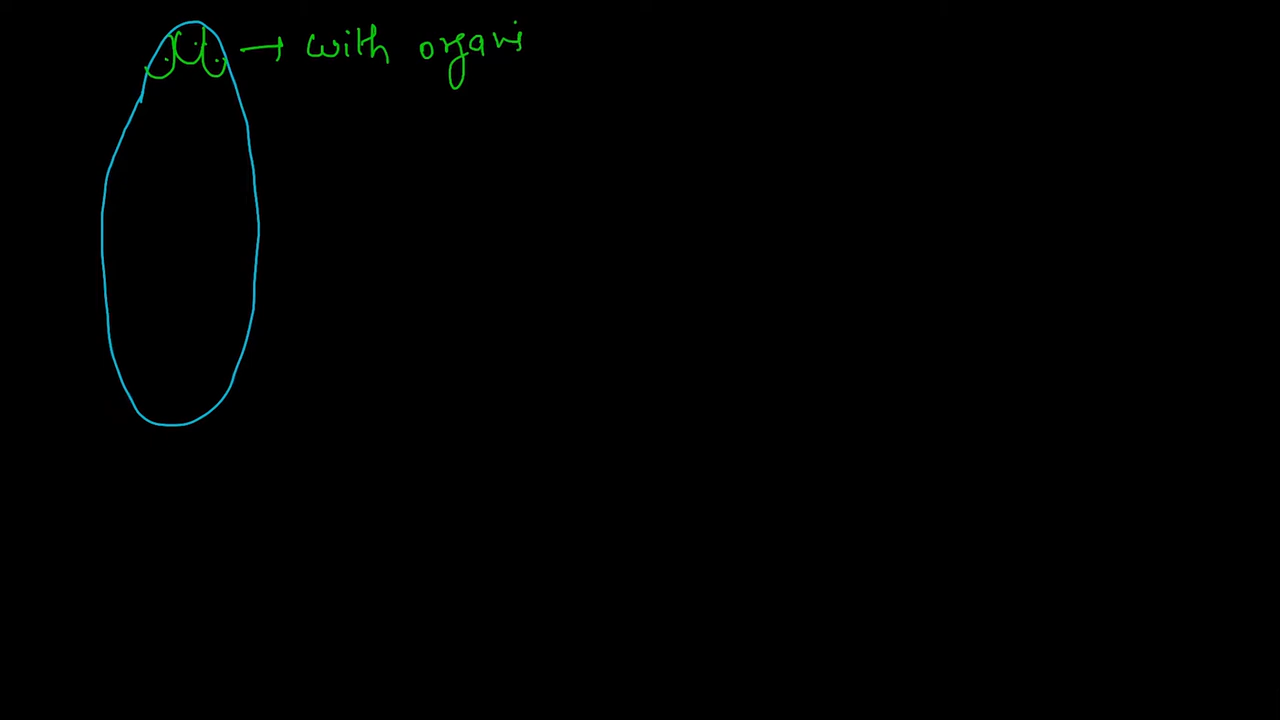 → with organi